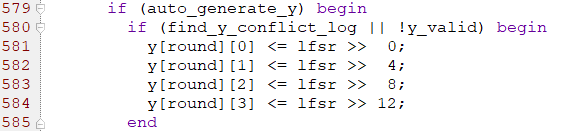 579 if (auto_generate_y) begin
580 if (find_y_conflict_log || !y_valid) begin
581 y[round][0] <= lfsr >>  0;
582 y[round][1] <= lfsr >>  4;
583 y[round][2] <= lfsr >>  8;
584 y[round][3] <= lfsr >> 12;
585 end